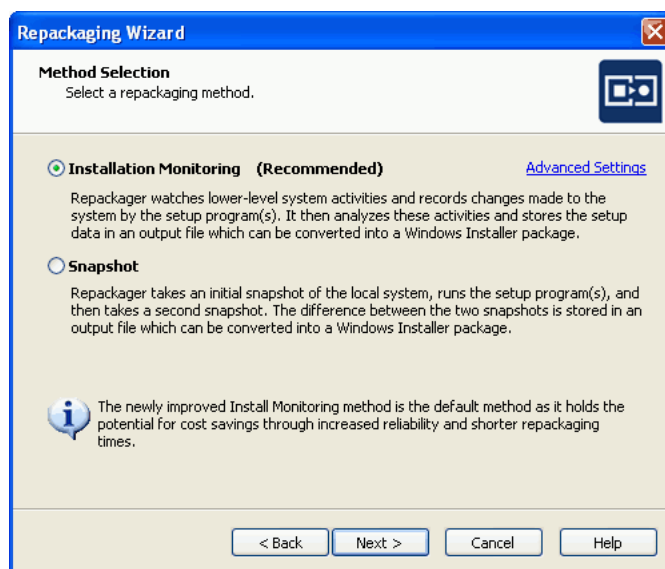 Repackaging Wizard
Method Selection
Select a repackaging method.
Installation Monitoring (Recommended)
Advanced Settings
Repackager watches lower-level system activities and records changes made to the
system by the setup program(s). It then analyzes these activities and stores the setup
data in an output file which can be converted into a Windows Installer package.
Snapshot
Repackager takes an initial snapshot of the local system, runs the setup program(s), and
then takes a second snapshot. The difference between the two snapshots is stored in an
output file which can be converted into a Windows Installer package.
The newly improved Install Monitoring method is the default method as it holds the
potential for cost savings through increased reliability and shorter repackaging
times.
< Back
Next >
Cancel
Help